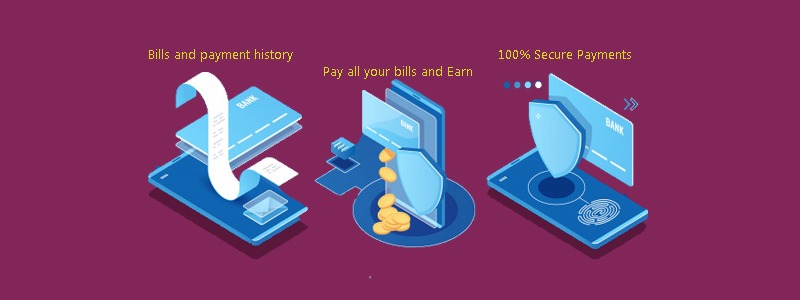 Bills and payment history
Pay all your bills and Earn
100% Secure Payments
BANK
BANK
BANK